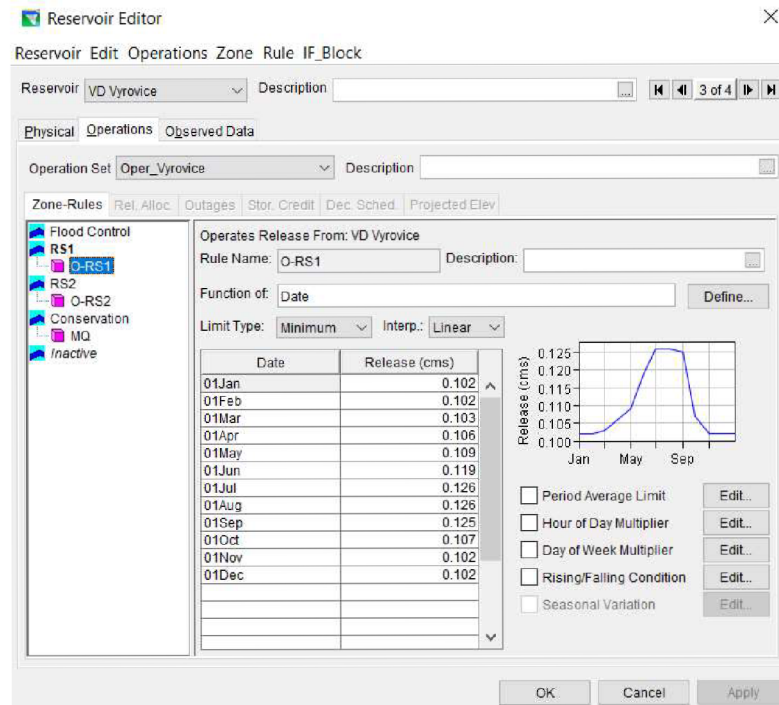 Reservoir Editor
Reservoir Edit Operations Zone Rule IF_Block
Reservoir VD Vyrovice Description ... 3 of 4
Physical Operations Observed Data
Operation Set Oper_Vyrovice Description ...
Zone-Rules Rel. Alloc. Outages Stor. Credit Dec. Sched. Projected Elev
Flood Control
RS1
O-RS1
RS2
O-RS2
Conservation
MQ
Inactive
Operates Release From: VD Vyrovice
Rule Name: O-RS1 Description: ...
Function of: Date Define...
Limit Type: Minimum Interp.: Linear
Date Release (cms)
01Jan 0.102
01Feb 0.102
01Mar 0.103
01Apr 0.106
01May 0.109
01Jun 0.119
01Jul 0.126
01Aug 0.126
01Sep 0.125
01Oct 0.107
01Nov 0.102
01Dec 0.102
Release (cms)
0.125
0.120
0.115
0.110
0.105
0.100
Jan May Sep
Period Average Limit Edit...
Hour of Day Multiplier Edit...
Day of Week Multiplier Edit...
Rising/Falling Condition Edit...
Seasonal Variation Edit...
OK Cancel Apply